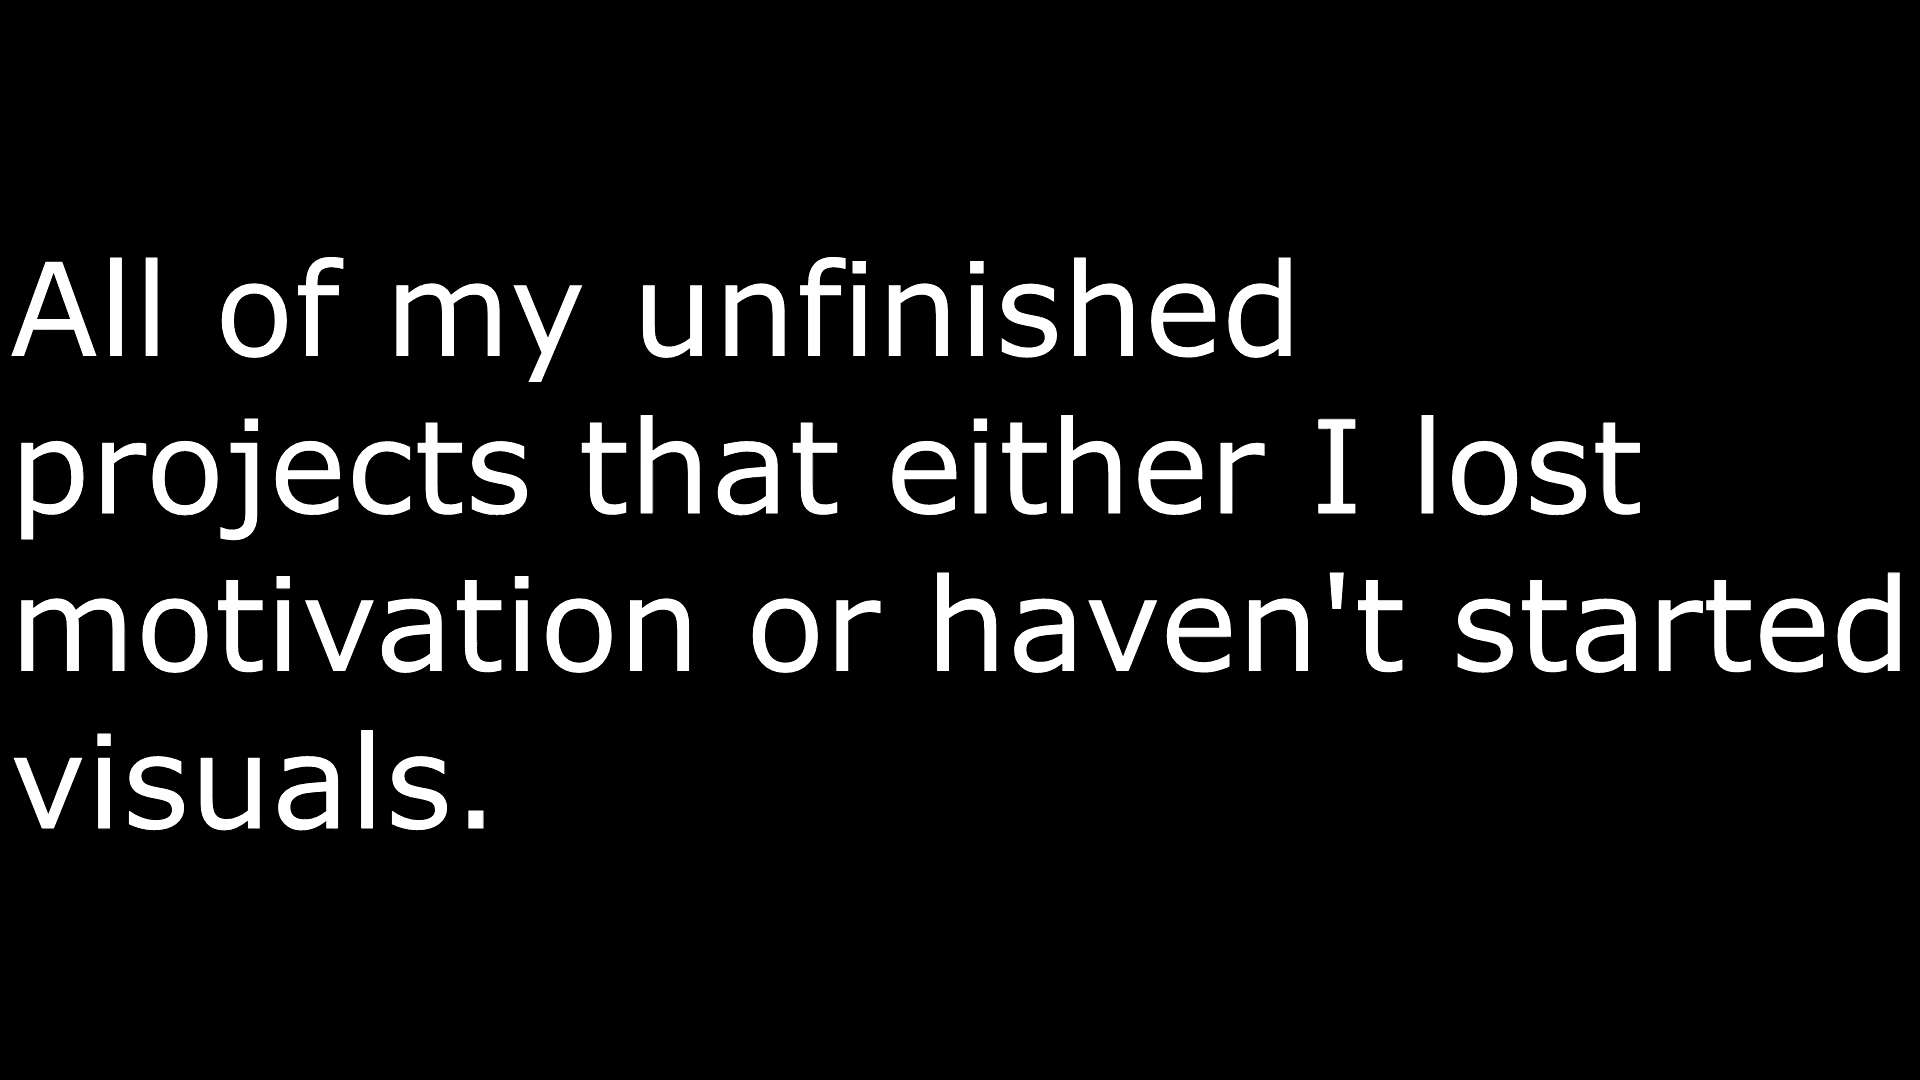 All of my unfinished
projects that either I lost
motivation or haven't started
visuals.